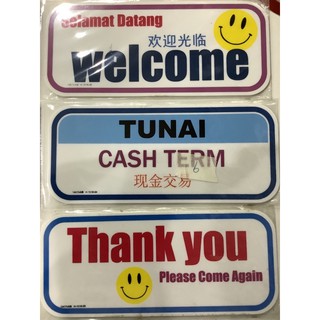 Selamat Datang
欢迎光临
welcome
TUNAI
CASH TERM
6
现金交易
Thank you
Please Come Again